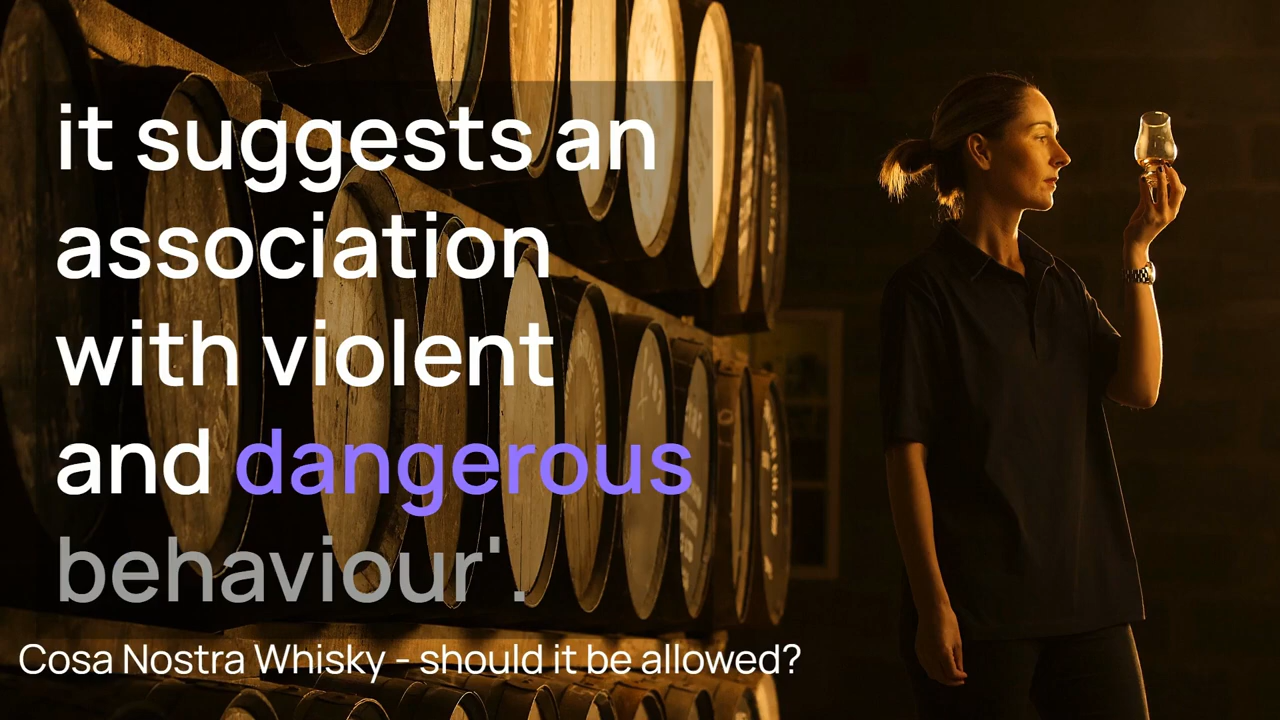 it suggests an
association
with violent
and dangerous
behaviour'.
Cosa Nostra Whisky - should it be allowed?